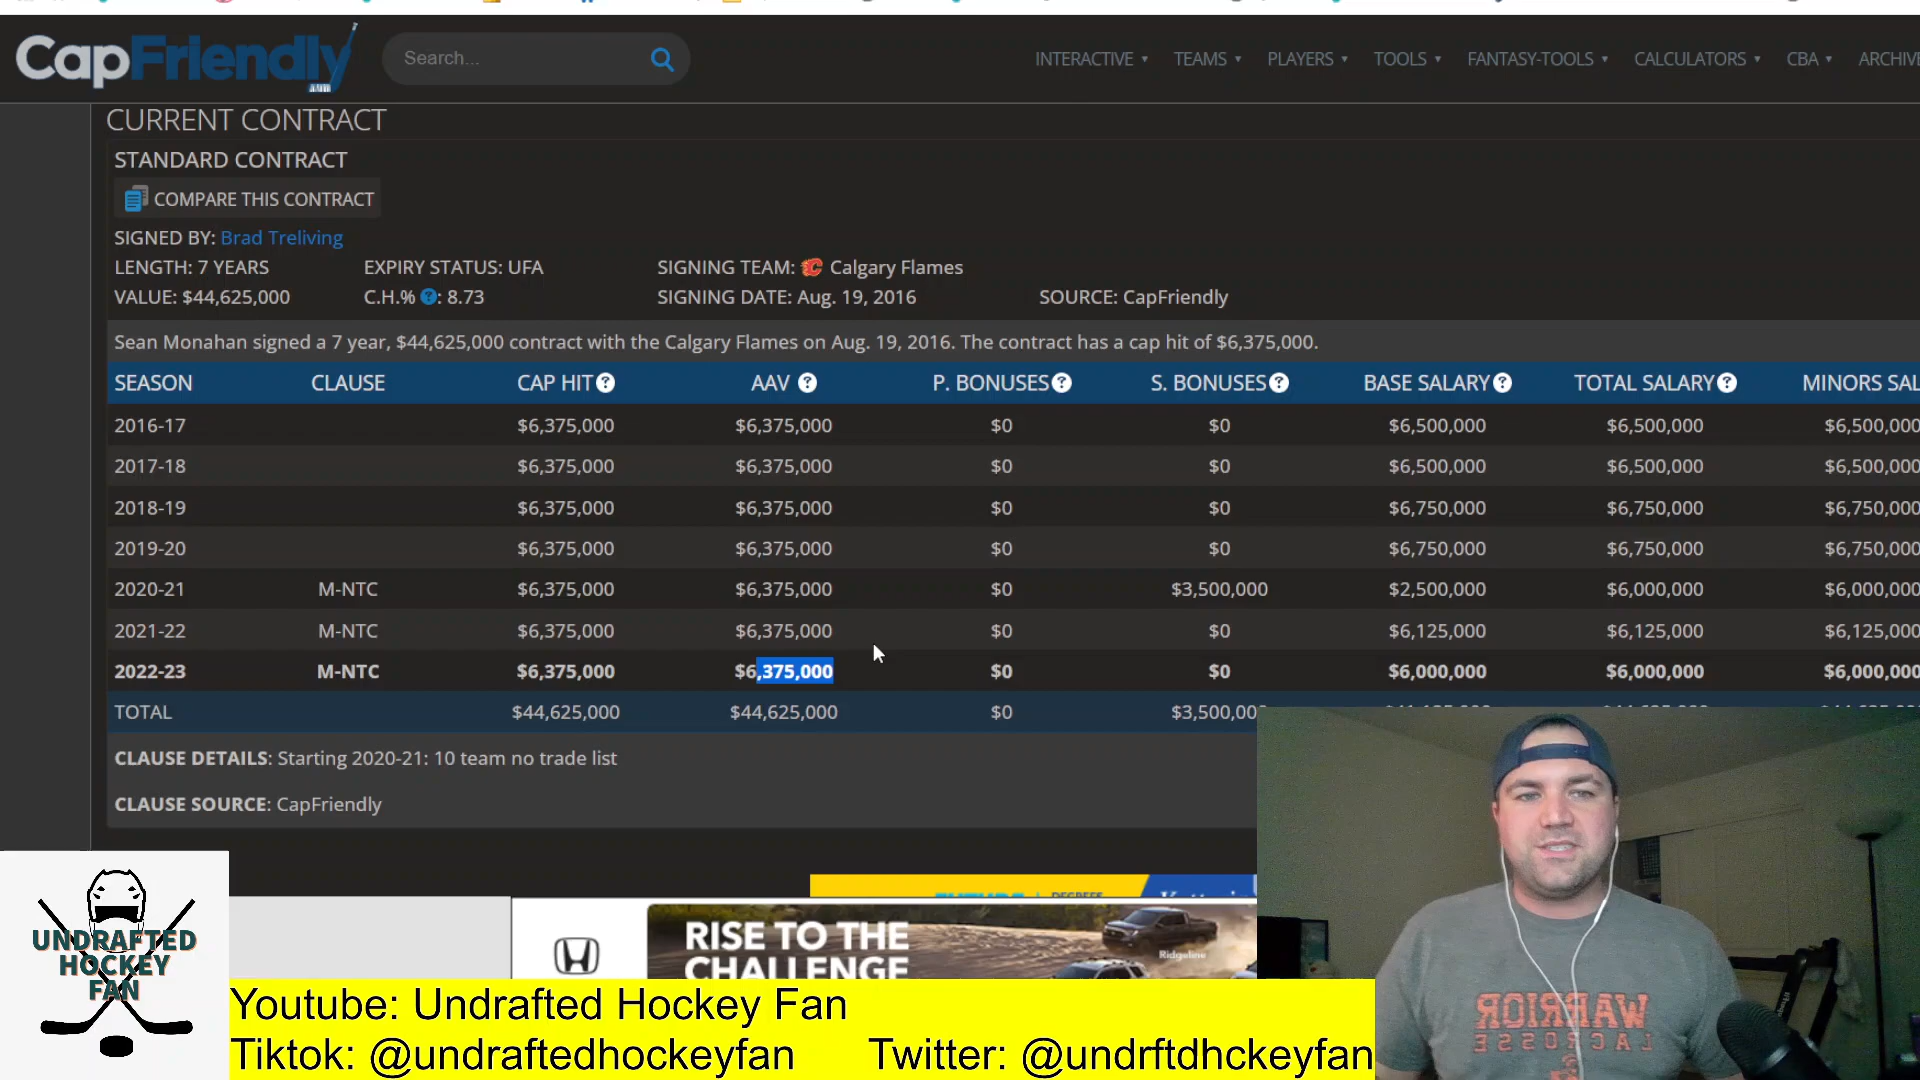 CapFriendly
Search...
INTERACTIVE TEAMS PLAYERS TOOLS FANTASY-TOOLS CALCULATORS CBA ARCHIVE
CURRENT CONTRACT
STANDARD CONTRACT
COMPARE THIS CONTRACT
SIGNED BY: Brad Treliving
LENGTH: 7 YEARS EXPIRY STATUS: UFA SIGNING TEAM: Calgary Flames
VALUE: $44,625,000 C.H.% ?: 8.73 SIGNING DATE: Aug. 19, 2016 SOURCE: CapFriendly
Sean Monahan signed a 7 year, $44,625,000 contract with the Calgary Flames on Aug. 19, 2016. The contract has a cap hit of $6,375,000.
SEASON CLAUSE CAP HIT ? AAV ? P. BONUSES ? S. BONUSES ? BASE SALARY ? TOTAL SALARY ? MINORS SAL
2016-17 $6,375,000 $6,375,000 $0 $0 $6,500,000 $6,500,000 $6,500,000
2017-18 $6,375,000 $6,375,000 $0 $0 $6,500,000 $6,500,000 $6,500,000
2018-19 $6,375,000 $6,375,000 $0 $0 $6,750,000 $6,750,000 $6,750,000
2019-20 $6,375,000 $6,375,000 $0 $0 $6,750,000 $6,750,000 $6,750,000
2020-21 M-NTC $6,375,000 $6,375,000 $0 $3,500,000 $2,500,000 $6,000,000 $6,000,000
2021-22 M-NTC $6,375,000 $6,375,000 $0 $0 $6,125,000 $6,125,000 $6,125,000
2022-23 M-NTC $6,375,000 $6,375,000 $0 $0 $6,000,000 $6,000,000 $6,000,000
TOTAL $44,625,000 $44,625,000 $0 $3,500,000
CLAUSE DETAILS: Starting 2020-21: 10 team no trade list
CLAUSE SOURCE: CapFriendly
RISE TO THE
CHALLENGE
Ridgeline
UNDRAFTED
HOCKEY
FAN
WARRIOR
LACROSSE
Youtube: Undrafted Hockey Fan
Tiktok: @undraftedhockeyfan Twitter: @undrftdhckeyfan